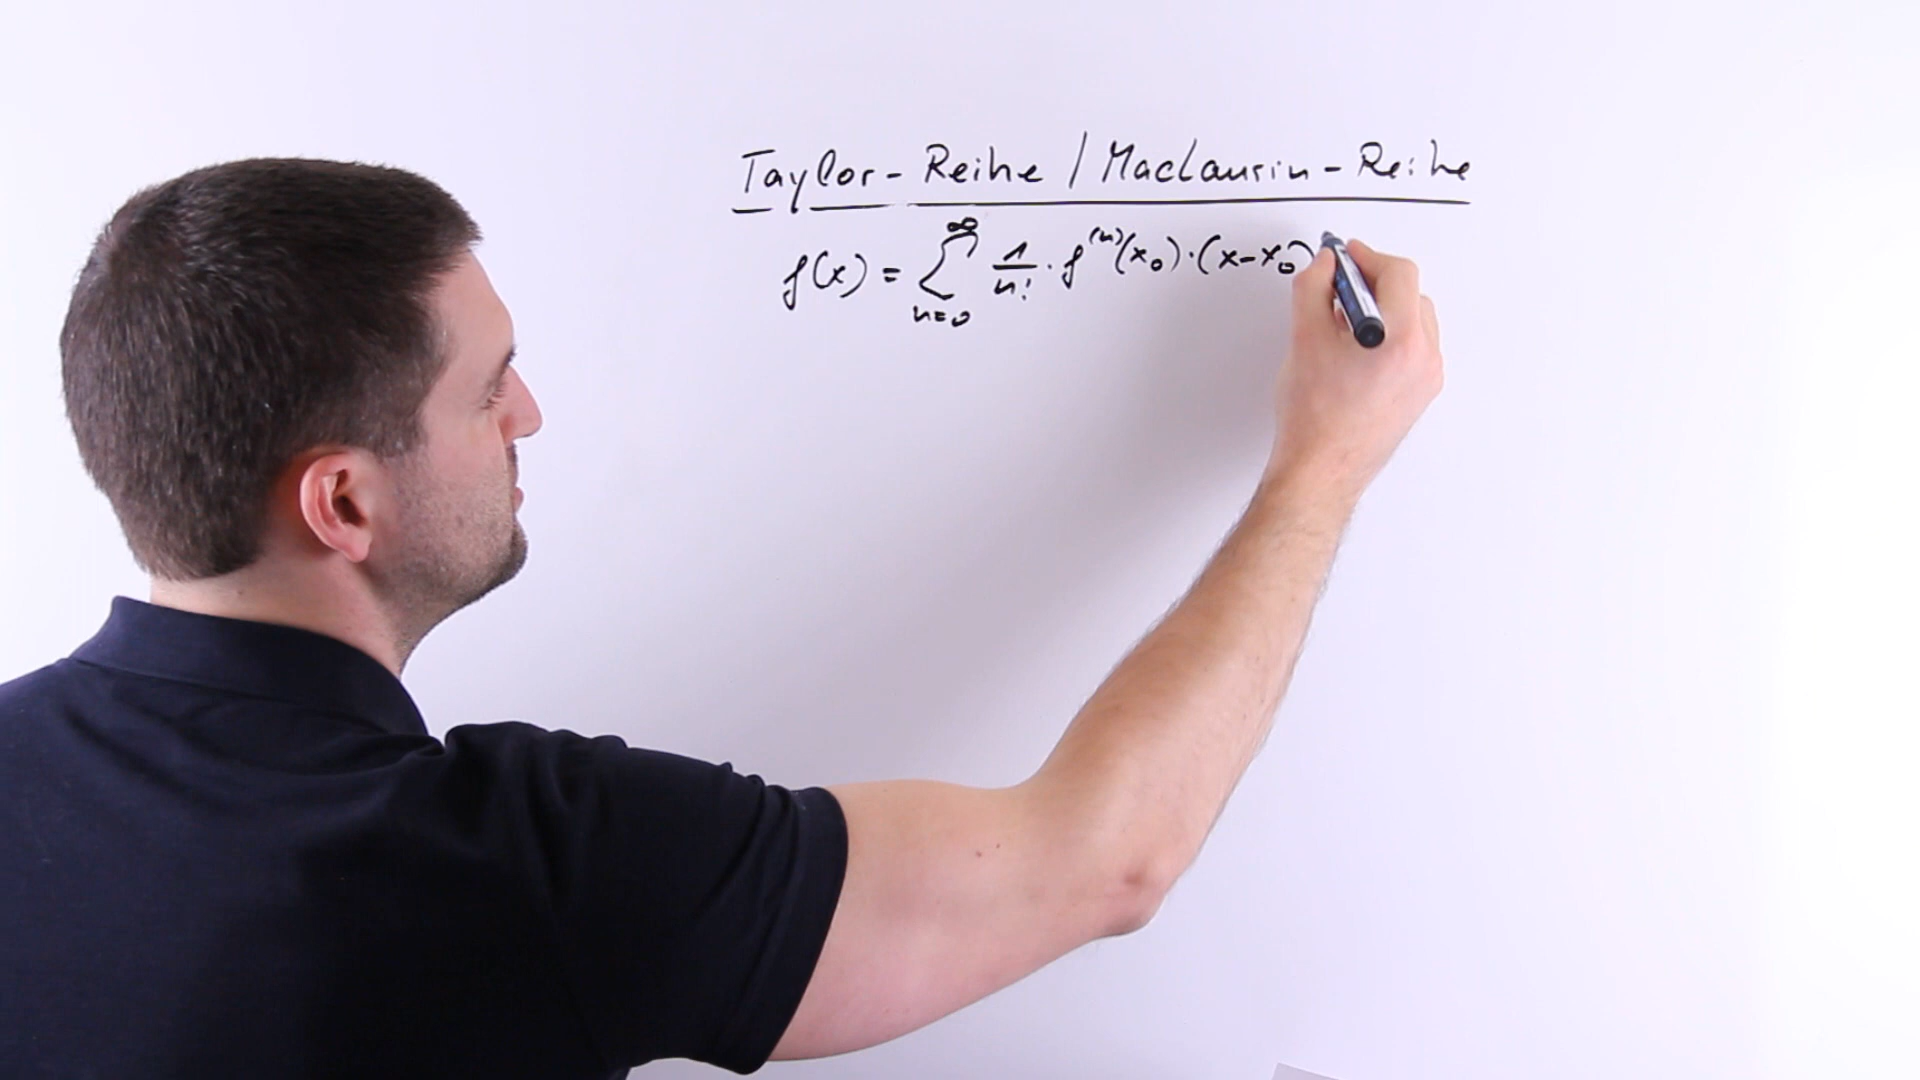 Taylor-Reihe / Maclaurin-Reihe
f(x) = ∑_{n=0}^{∞} 1/n! · f^{(n)}(x₀) · (x-x₀)